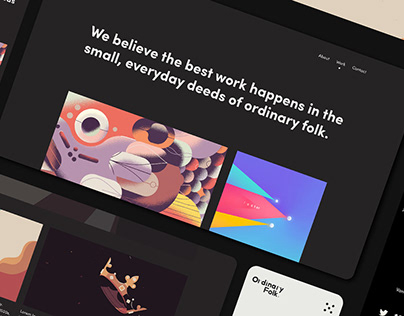 About Work Contact
We believe the best work happens in the
small, everyday deeds of ordinary folk.
Ordinary
Folk